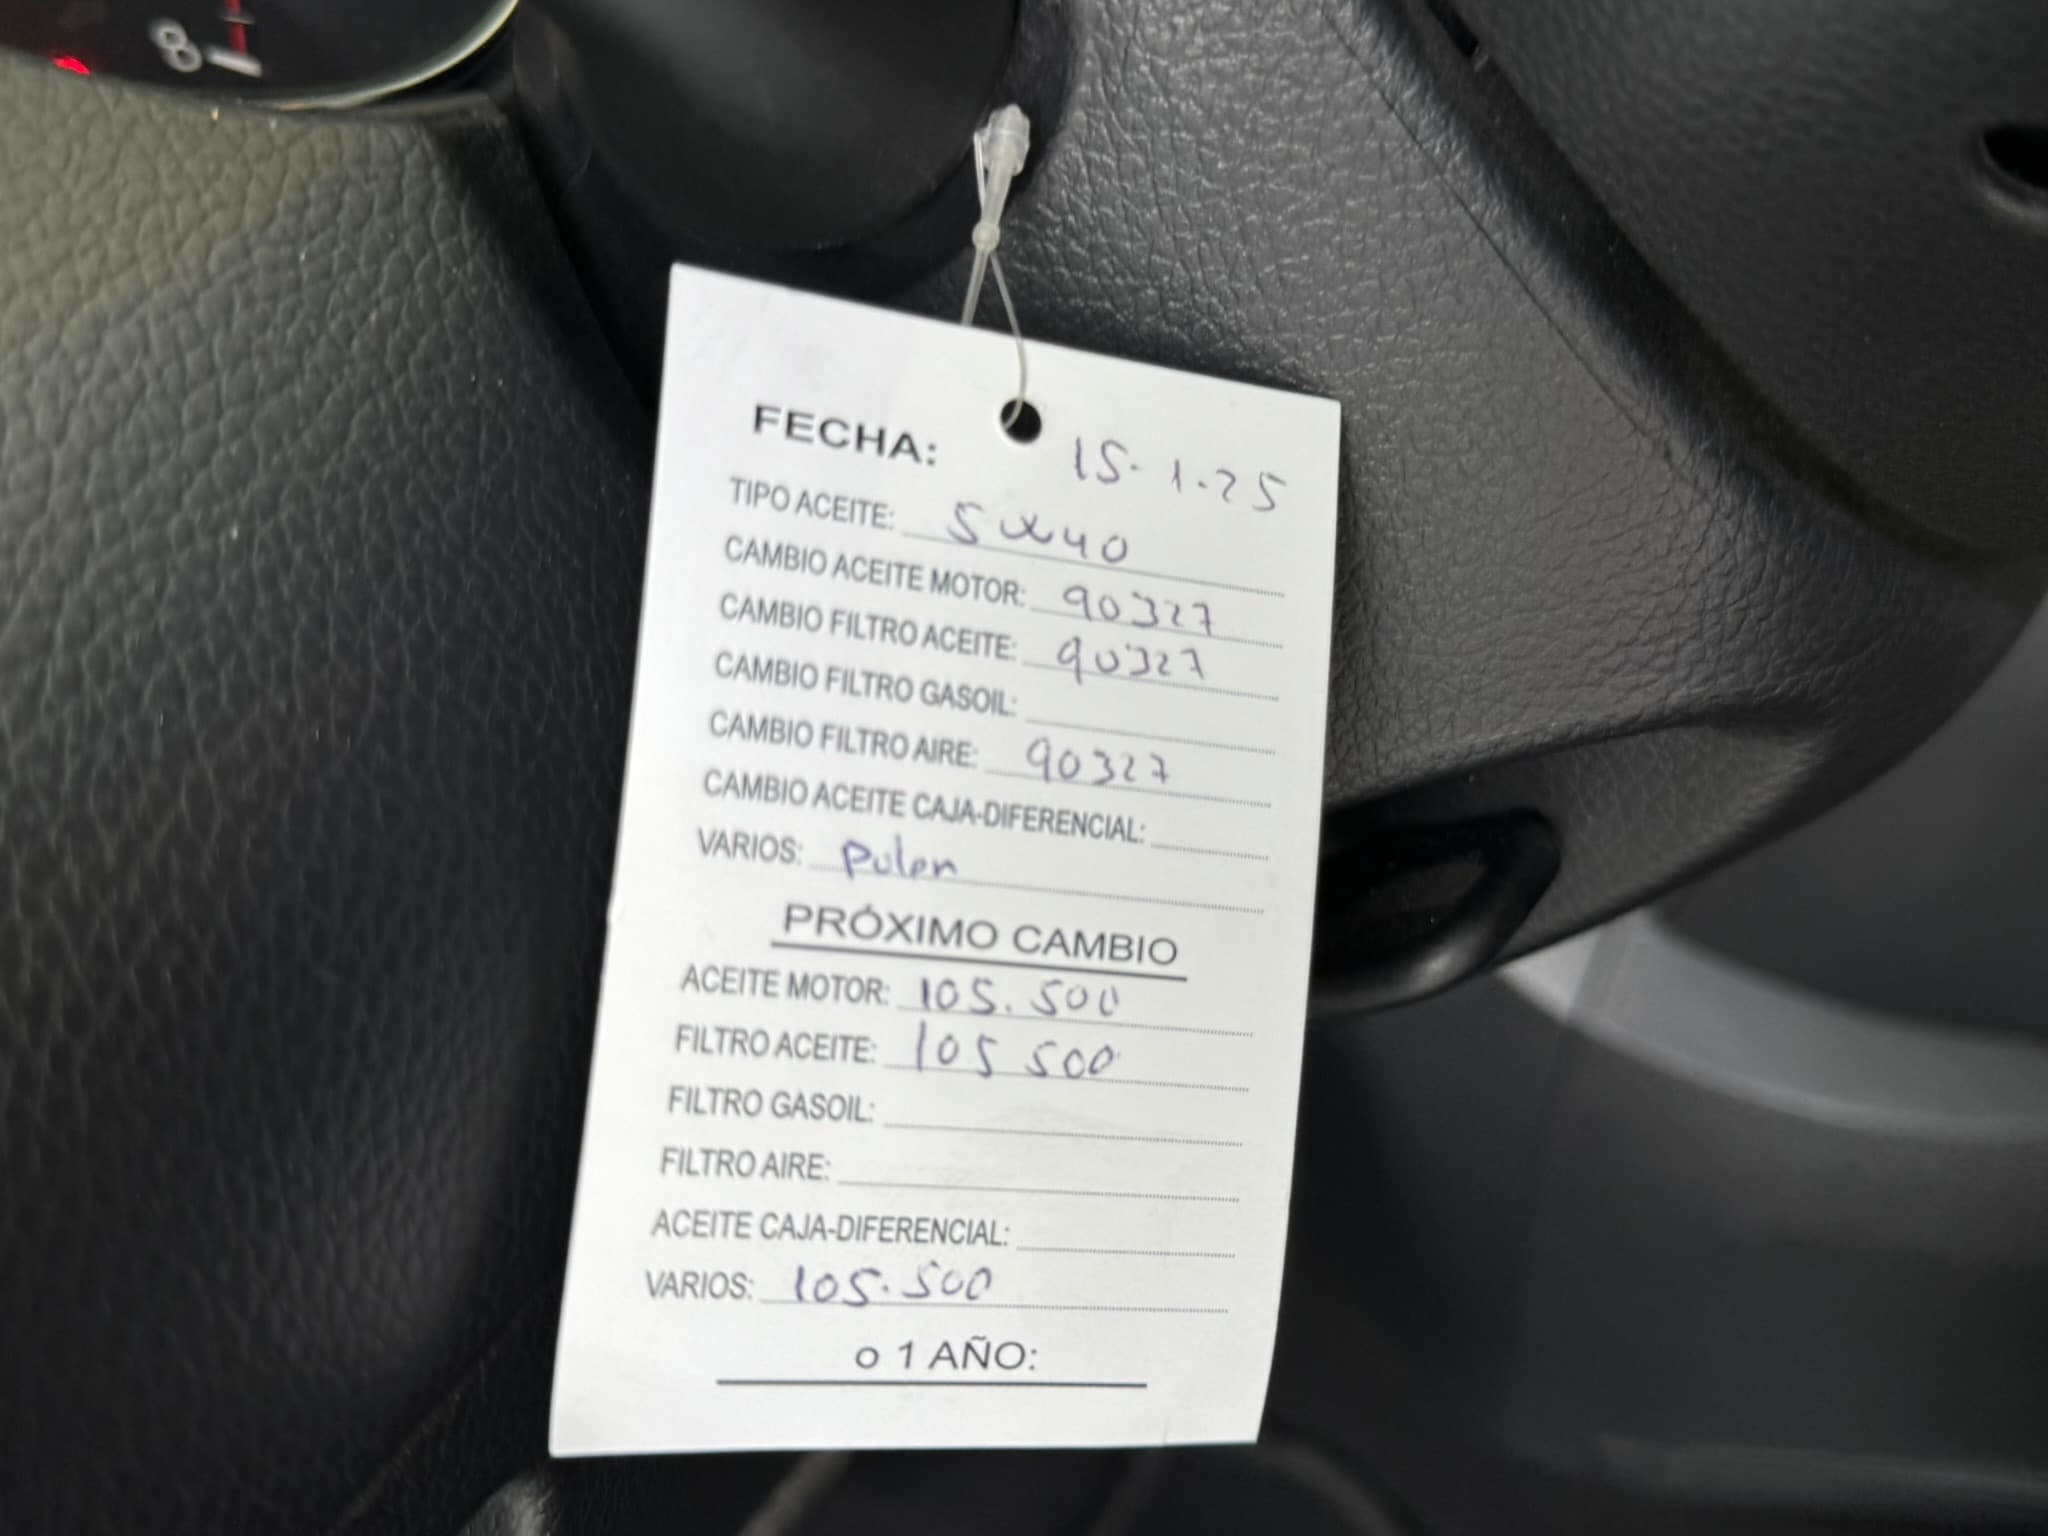 8
FECHA: 15.1.25
TIPO ACEITE: 5W40
CAMBIO ACEITE MOTOR: 90327
CAMBIO FILTRO ACEITE: 90327
CAMBIO FILTRO GASOIL:
CAMBIO FILTRO AIRE: 90327
CAMBIO ACEITE CAJA-DIFERENCIAL:
VARIOS: Polen
PRÓXIMO CAMBIO
ACEITE MOTOR: 105.500
FILTRO ACEITE: 105 500
FILTRO GASOIL:
FILTRO AIRE:
ACEITE CAJA-DIFERENCIAL:
VARIOS: 105.500
o 1 AÑO: